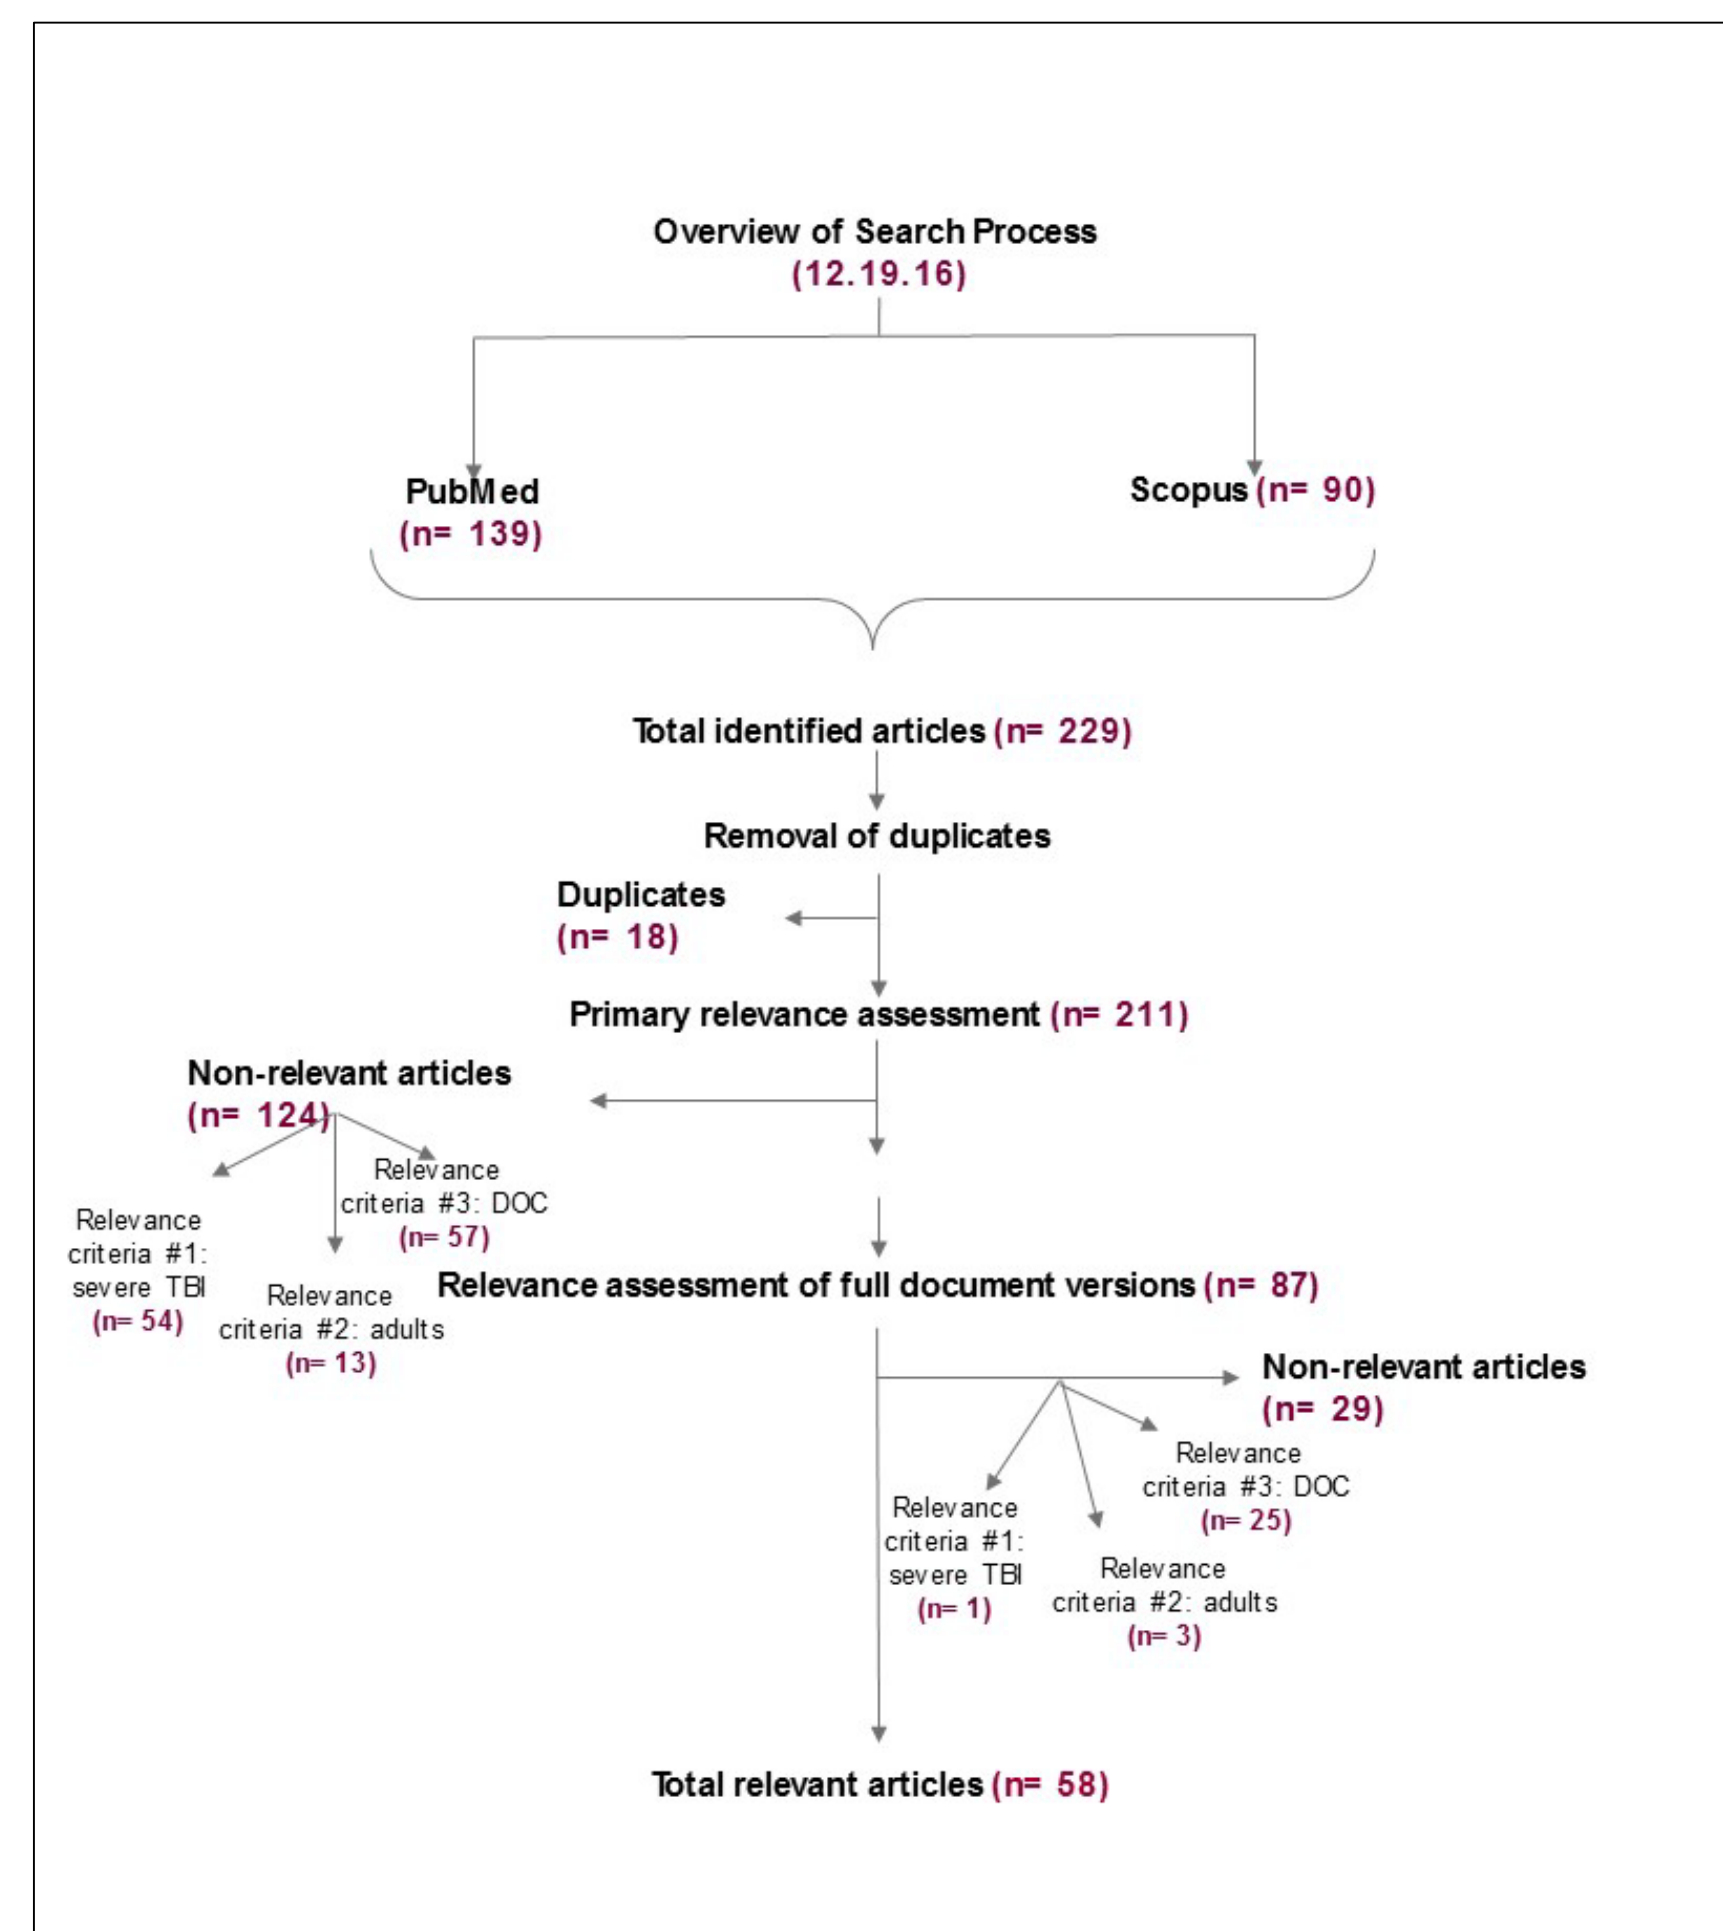 Overview of Search Process
(12.19.16)
PubMed
(n= 139)
Scopus (n= 90)
Total identified articles (n= 229)
Removal of duplicates
Duplicates
(n= 18)
Primary relevance assessment (n= 211)
Non-relevant articles
(n= 124)
Relevance
criteria #3: DOC
(n= 57)
Relevance
criteria #1:
severe TBI
(n= 54)
Relevance
criteria #2: adults
(n= 13)
Relevance assessment of full document versions (n= 87)
Non-relevant articles
(n= 29)
Relevance
criteria #3: DOC
(n= 25)
Relevance
criteria #1:
severe TBI
(n= 1)
Relevance
criteria #2: adults
(n= 3)
Total relevant articles (n= 58)